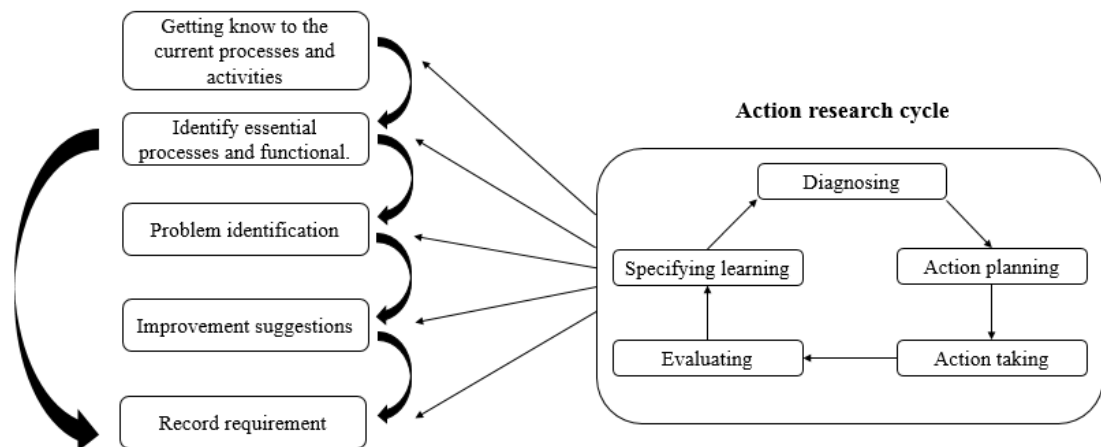 Getting know to the
current processes and
activities
Identify essential
processes and functional.
Problem identification
Improvement suggestions
Record requirement
Action research cycle
Diagnosing
Specifying learning
Action planning
Evaluating
Action taking